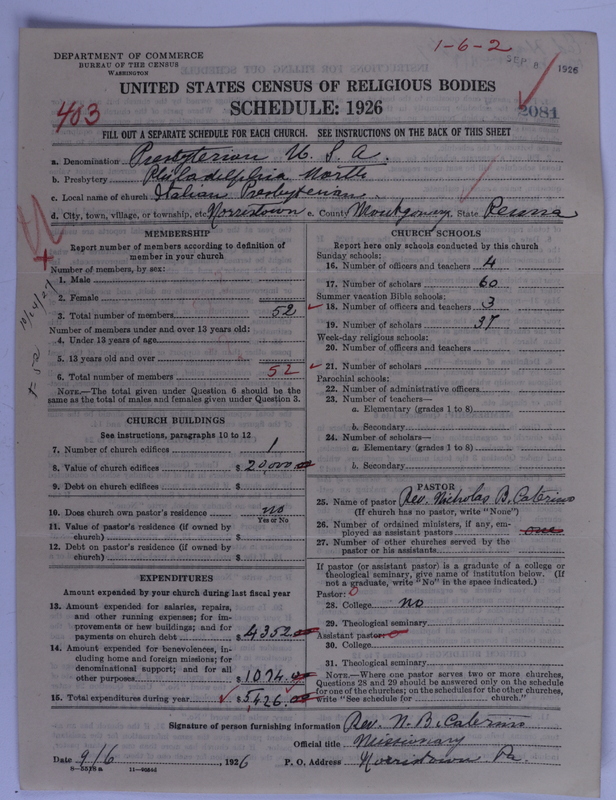 1-6-2
SEP 8 1926
DEPARTMENT OF COMMERCE
BUREAU OF THE CENSUS
WASHINGTON
UNITED STATES CENSUS OF RELIGIOUS BODIES
SCHEDULE: 1926
403
2081
FILL OUT A SEPARATE SCHEDULE FOR EACH CHURCH. SEE INSTRUCTIONS ON THE BACK OF THIS SHEET
a. Denomination Presbyterian U. S. A.
b. Presbytery Philadelphia North
c. Local name of church Italian Presbyterian
d. City, town, village, or township, etc. Norristown e. County Montgomery State Penna
MEMBERSHIP
Report number of members according to definition of
member in your church
Number of members, by sex:
1. Male
2. Female
3. Total number of members 52
Number of members under and over 13 years old:
4. Under 13 years of age
5. 13 years old and over
6. Total number of members 52
NOTE.—The total given under Question 6 should be the
same as the total of males and females given under Question 3.
CHURCH BUILDINGS
See instructions, paragraphs 10 to 12
7. Number of church edifices 1
8. Value of church edifices $ 20,000 00
9. Debt on church edifices $
10. Does church own pastor's residence? no
Yes or No
11. Value of pastor's residence (if owned by
church) $
12. Debt on pastor's residence (if owned by
church) $
EXPENDITURES
Amount expended by your church during last fiscal year
13. Amount expended for salaries, repairs,
and other running expenses; for im-
provements or new buildings; and for
payments on church debt $ 4352.00
14. Amount expended for benevolences, in-
cluding home and foreign missions; for
denominational support; and for all
other purposes $ 1074.00
15. Total expenditures during year $ 5,426.00
CHURCH SCHOOLS
Report here only schools conducted by this church
Sunday schools:
16. Number of officers and teachers 4
17. Number of scholars 60
Summer vacation Bible schools:
18. Number of officers and teachers 3
19. Number of scholars 37
Week-day religious schools:
20. Number of officers and teachers
21. Number of scholars
Parochial schools:
22. Number of administrative officers
23. Number of teachers—
a. Elementary (grades 1 to 8)
b. Secondary
24. Number of scholars—
a. Elementary (grades 1 to 8)
b. Secondary
PASTOR
25. Name of pastor Rev. Nicholas B. Caterino
(If church has no pastor, write "None")
26. Number of ordained ministers, if any, em-
ployed as assistant pastors one
27. Number of other churches served by the
pastor or his assistants
If pastor (or assistant pastor) is a graduate of a college or
theological seminary, give name of institution below. (If
not a graduate, write "No" in the space indicated.)
Pastor: 0
28. College no
29. Theological seminary
Assistant pastor: 0
30. College
31. Theological seminary
NOTE.—Where one pastor serves two or more churches,
Questions 28 and 29 should be answered only on the schedule
for one of the churches; on the schedules for the other churches,
write "See schedule for church."
Signature of person furnishing information Rev. N. B. Caterino
Official title Missionary
Date 9/6, 1926 P. O. Address Norristown Pa.
8—5518a 11—